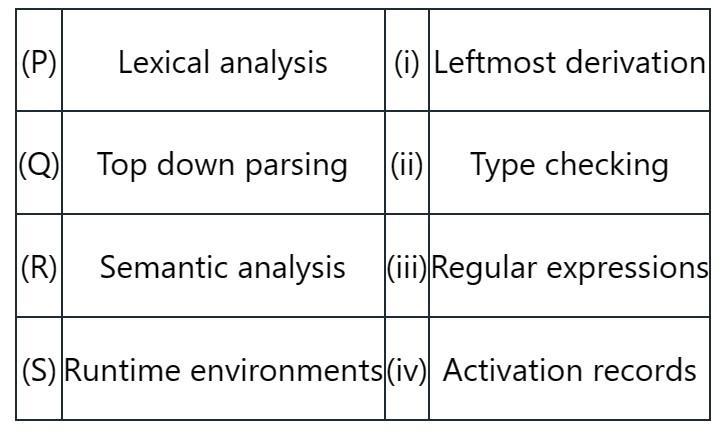 (P) Lexical analysis (i) Leftmost derivation
(Q) Top down parsing (ii) Type checking
(R) Semantic analysis (iii) Regular expressions
(S) Runtime environments (iv) Activation records